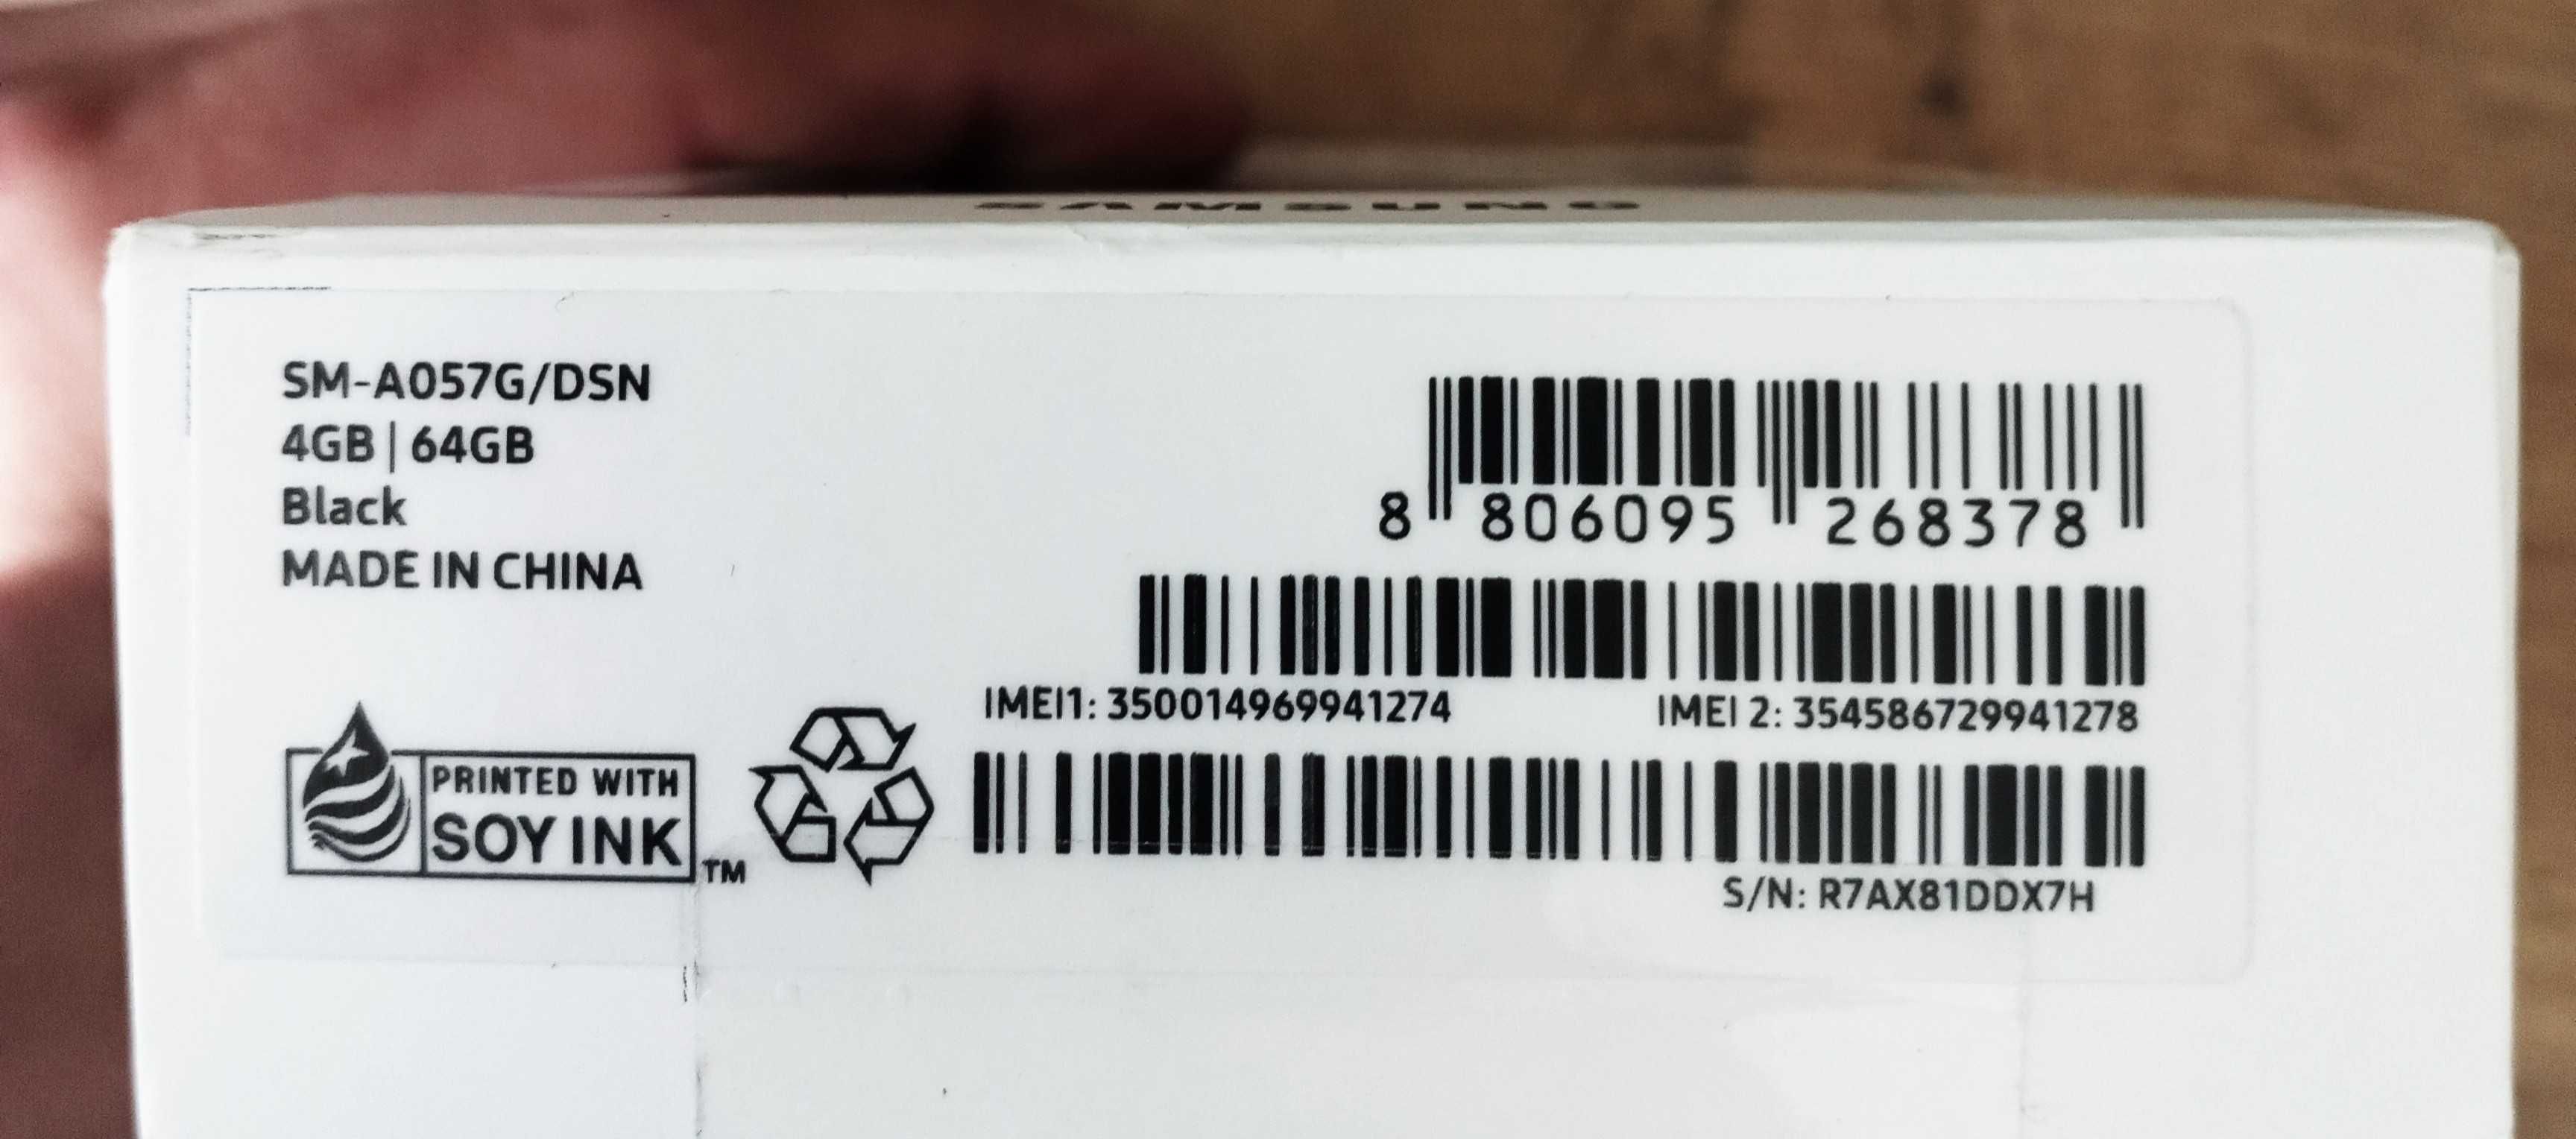 SAMSUNG
SM-A057G/DSN
4GB | 64GB
Black
MADE IN CHINA
8 806095 268378
IMEI1: 350014969941274
IMEI 2: 354586729941278
PRINTED WITH
SOY INK
TM
S/N: R7AX81DDX7H